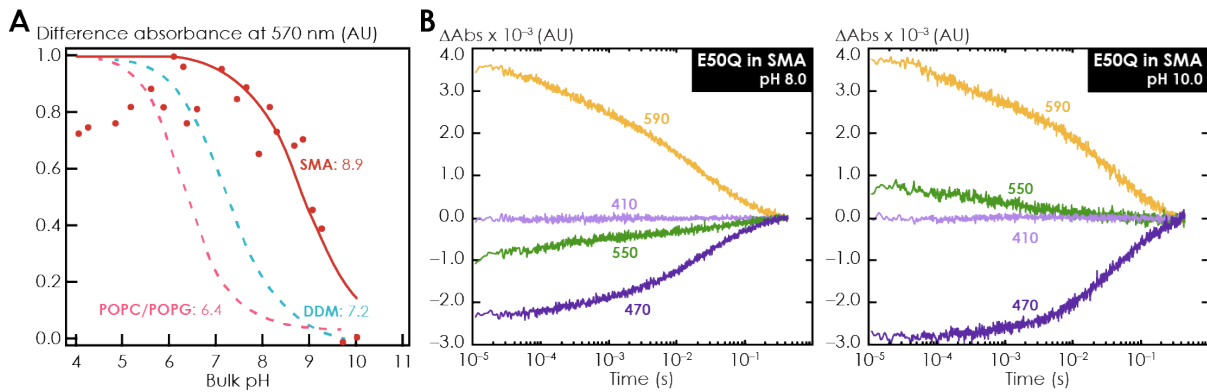 A
Difference absorbance at 570 nm (AU)
1.0
0.8
0.6
0.4
0.2
0.0
SMA: 8.9
POPC/POPG: 6.4
DDM: 7.2
4 5 6 7 8 9 10 11
Bulk pH
B
ΔAbs x 10⁻³ (AU)
E50Q in SMA
pH 8.0
4.0
3.0
2.0
1.0
0.0
−1.0
−2.0
−3.0
590
410
550
470
10⁻⁵ 10⁻⁴ 10⁻³ 10⁻² 10⁻¹
Time (s)
ΔAbs x 10⁻³ (AU)
E50Q in SMA
pH 10.0
4.0
3.0
2.0
1.0
0.0
−1.0
−2.0
−3.0
590
550
410
470
10⁻⁵ 10⁻⁴ 10⁻³ 10⁻² 10⁻¹
Time (s)